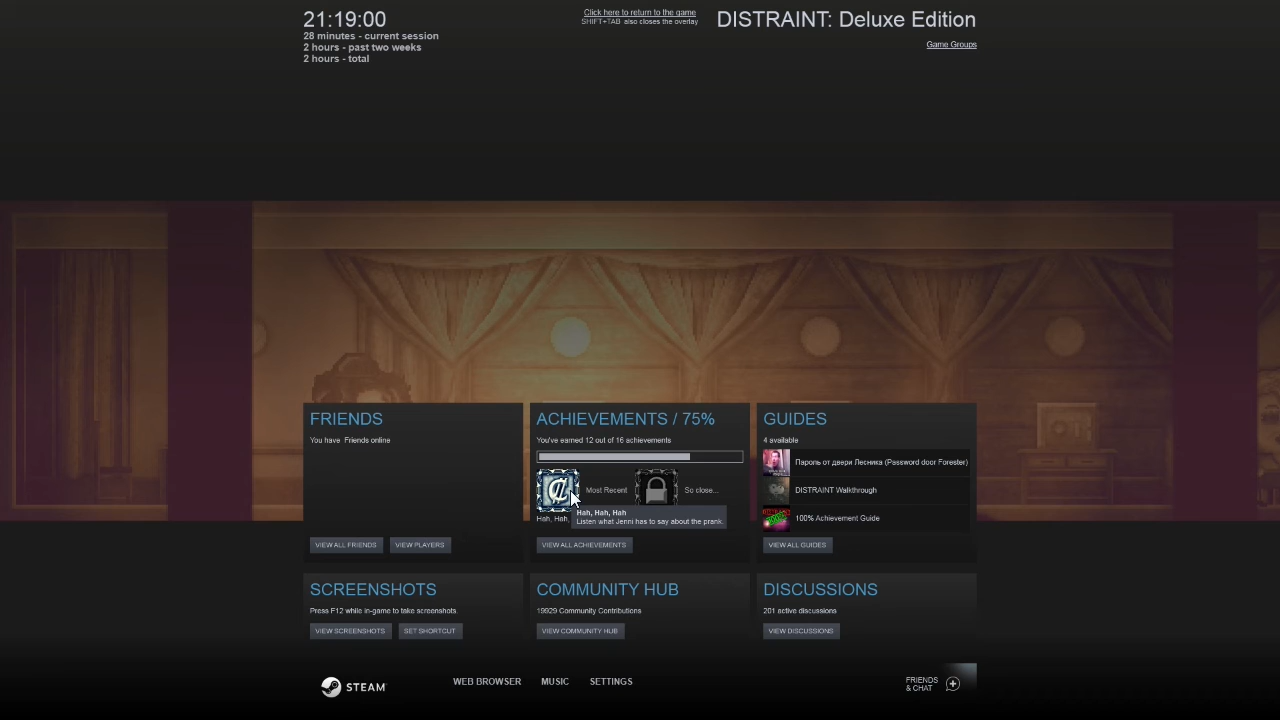 21:19:00
28 minutes - current session
2 hours - past two weeks
2 hours - total
Click here to return to the game
SHIFT+TAB also closes the overlay
DISTRAINT: Deluxe Edition
Game Groups
FRIENDS
You have Friends online
VIEW ALL FRIENDS
VIEW PLAYERS
ACHIEVEMENTS / 75%
You've earned 12 out of 16 achievements
Most Recent
So close...
Hah, Hah,
Hah, Hah, Hah
Listen what Jenni has to say about the prank.
VIEW ALL ACHIEVEMENTS
GUIDES
4 available
Пароль от двери Лесника (Password door Forester)
DISTRAINT Walkthrough
100% Achievement Guide
VIEW ALL GUIDES
SCREENSHOTS
Press F12 while in-game to take screenshots.
VIEW SCREENSHOTS
SET SHORTCUT
COMMUNITY HUB
19929 Community Contributions
VIEW COMMUNITY HUB
DISCUSSIONS
201 active discussions
VIEW DISCUSSIONS
STEAM
WEB BROWSER
MUSIC
SETTINGS
FRIENDS
& CHAT